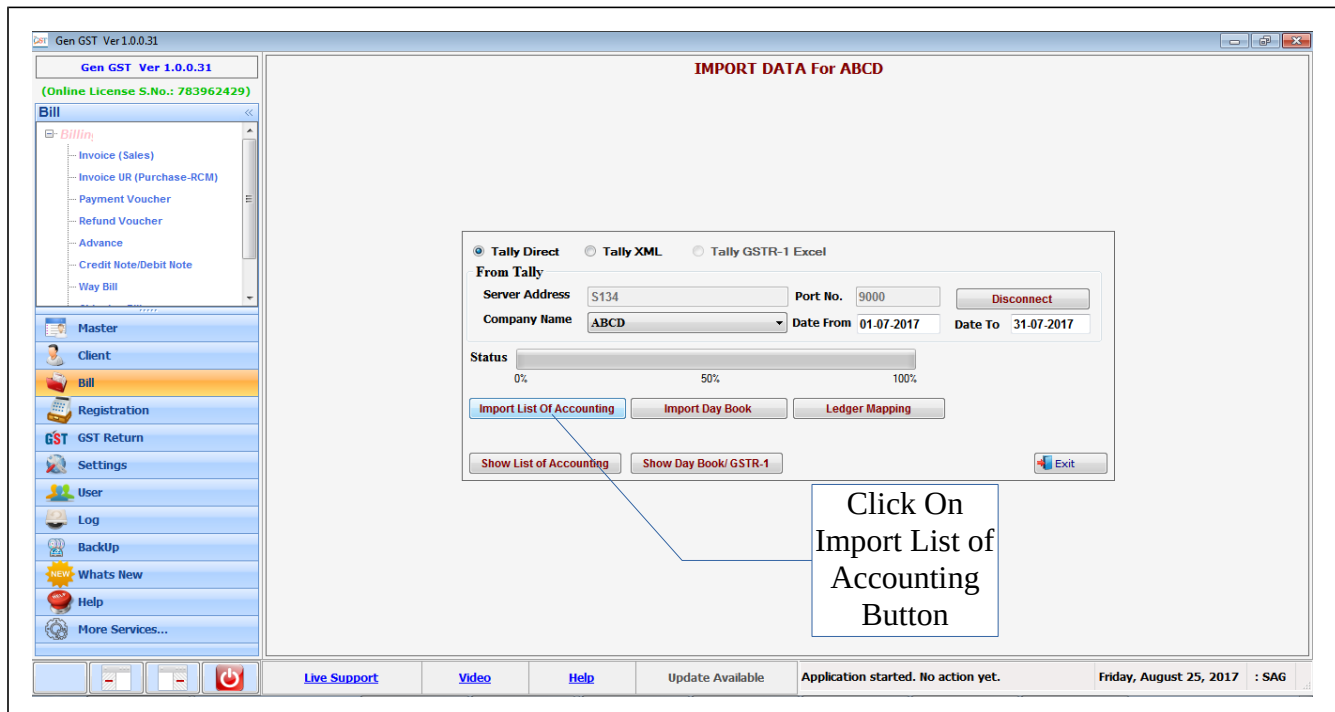 Gen GST Ver 1.0.0.31
Gen GST Ver 1.0.0.31
(Online License S.No.: 783962429)
Bill
Billin
Invoice (Sales)
Invoice UR (Purchase-RCM)
Payment Voucher
Refund Voucher
Advance
Credit Note/Debit Note
Way Bill
Master
Client
Bill
Registration
GST GST Return
Settings
User
Log
BackUp
NEW Whats New
Help
More Services...
IMPORT DATA For ABCD
Tally Direct Tally XML Tally GSTR-1 Excel
From Tally
Server Address S134 Port No. 9000 Disconnect
Company Name ABCD Date From 01-07-2017 Date To 31-07-2017
Status
0% 50% 100%
Import List Of Accounting Import Day Book Ledger Mapping
Show List of Accounting Show Day Book/ GSTR-1 Exit
Click On
Import List of
Accounting
Button
Live Support Video Help Update Available Application started. No action yet. Friday, August 25, 2017 : SAG